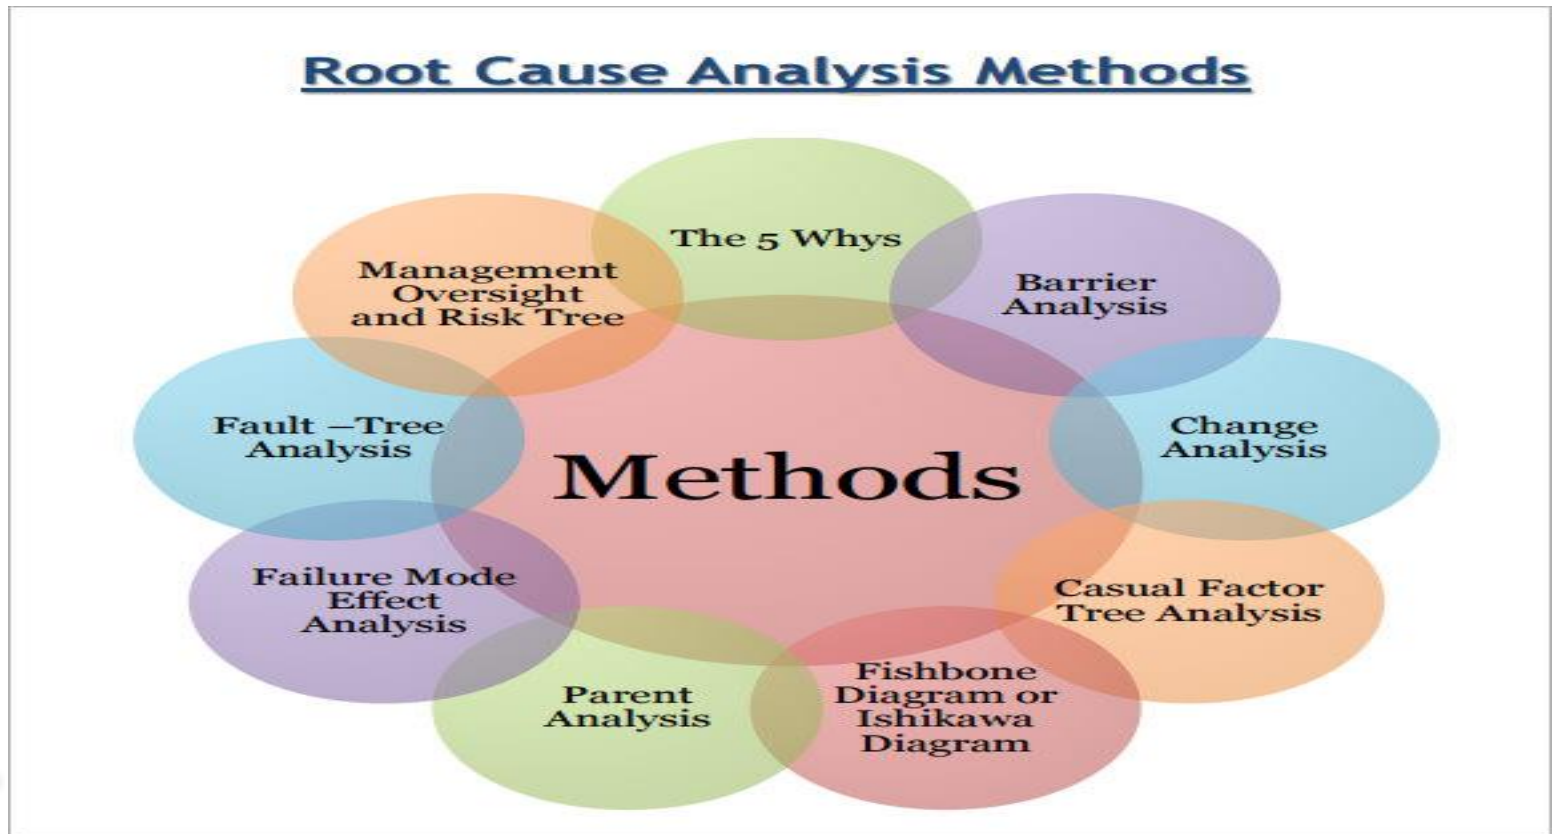 Root Cause Analysis Methods
The 5 Whys
Barrier
Analysis
Change
Analysis
Casual Factor
Tree Analysis
Fishbone
Diagram or
Ishikawa
Diagram
Parent
Analysis
Failure Mode
Effect
Analysis
Fault –Tree
Analysis
Management
Oversight
and Risk Tree
Methods